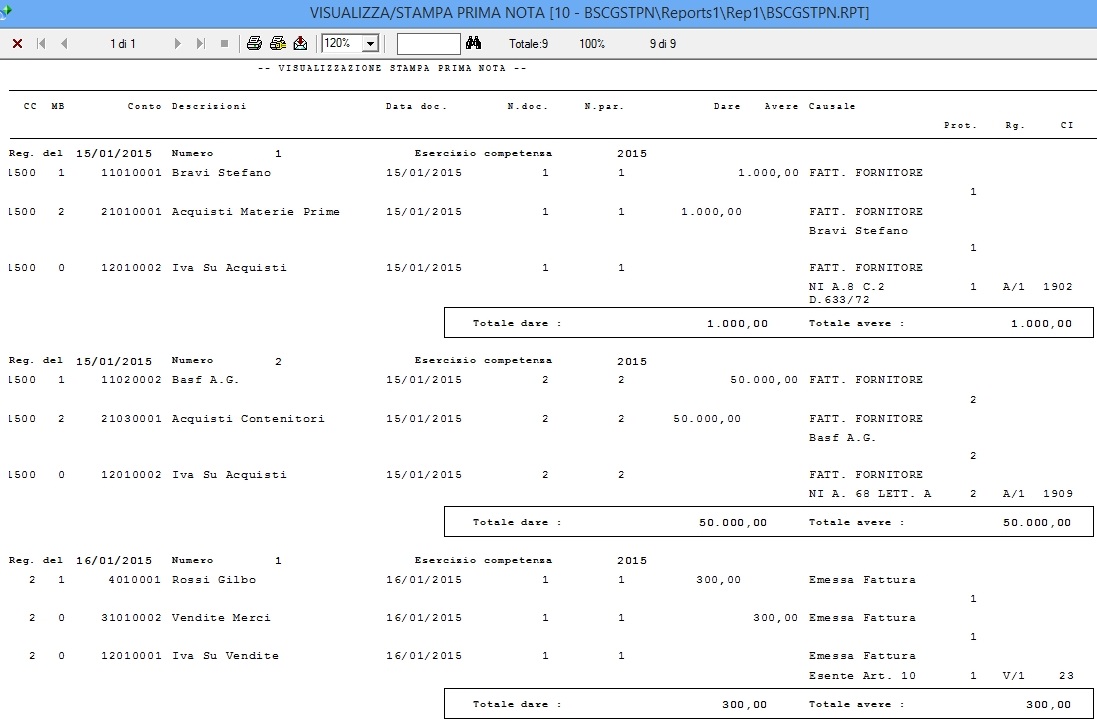 VISUALIZZA/STAMPA PRIMA NOTA [10 - BSCGSTPN\Reports1\Rep1\BSCGSTPN.RPT]
1 di 1 120% Totale:9 100% 9 di 9
-- VISUALIZZAZIONE STAMPA PRIMA NOTA --
CC MB Conto Descrizioni Data doc. N.doc. N.par. Dare Avere Causale
Prot. Rg. CI
Reg. del 15/01/2015 Numero 1 Esercizio competenza 2015
1500 1 11010001 Bravi Stefano 15/01/2015 1 1 1.000,00 FATT. FORNITORE
1
1500 2 21010001 Acquisti Materie Prime 15/01/2015 1 1 1.000,00 FATT. FORNITORE
Bravi Stefano
1
1500 0 12010002 Iva Su Acquisti 15/01/2015 1 1 FATT. FORNITORE
NI A.8 C.2 1 A/1 1902
D.633/72
Totale dare : 1.000,00 Totale avere : 1.000,00
Reg. del 15/01/2015 Numero 2 Esercizio competenza 2015
1500 1 11020002 Basf A.G. 15/01/2015 2 2 50.000,00 FATT. FORNITORE
2
1500 2 21030001 Acquisti Contenitori 15/01/2015 2 2 50.000,00 FATT. FORNITORE
Basf A.G.
2
1500 0 12010002 Iva Su Acquisti 15/01/2015 2 2 FATT. FORNITORE
NI A. 68 LETT. A 2 A/1 1909
Totale dare : 50.000,00 Totale avere : 50.000,00
Reg. del 16/01/2015 Numero 1 Esercizio competenza 2015
2 1 4010001 Rossi Gilbo 16/01/2015 1 1 300,00 Emessa Fattura
1
2 0 31010002 Vendite Merci 16/01/2015 1 1 300,00 Emessa Fattura
1
2 0 12010001 Iva Su Vendite 16/01/2015 1 1 Emessa Fattura
Esente Art. 10 1 V/1 23
Totale dare : 300,00 Totale avere : 300,00